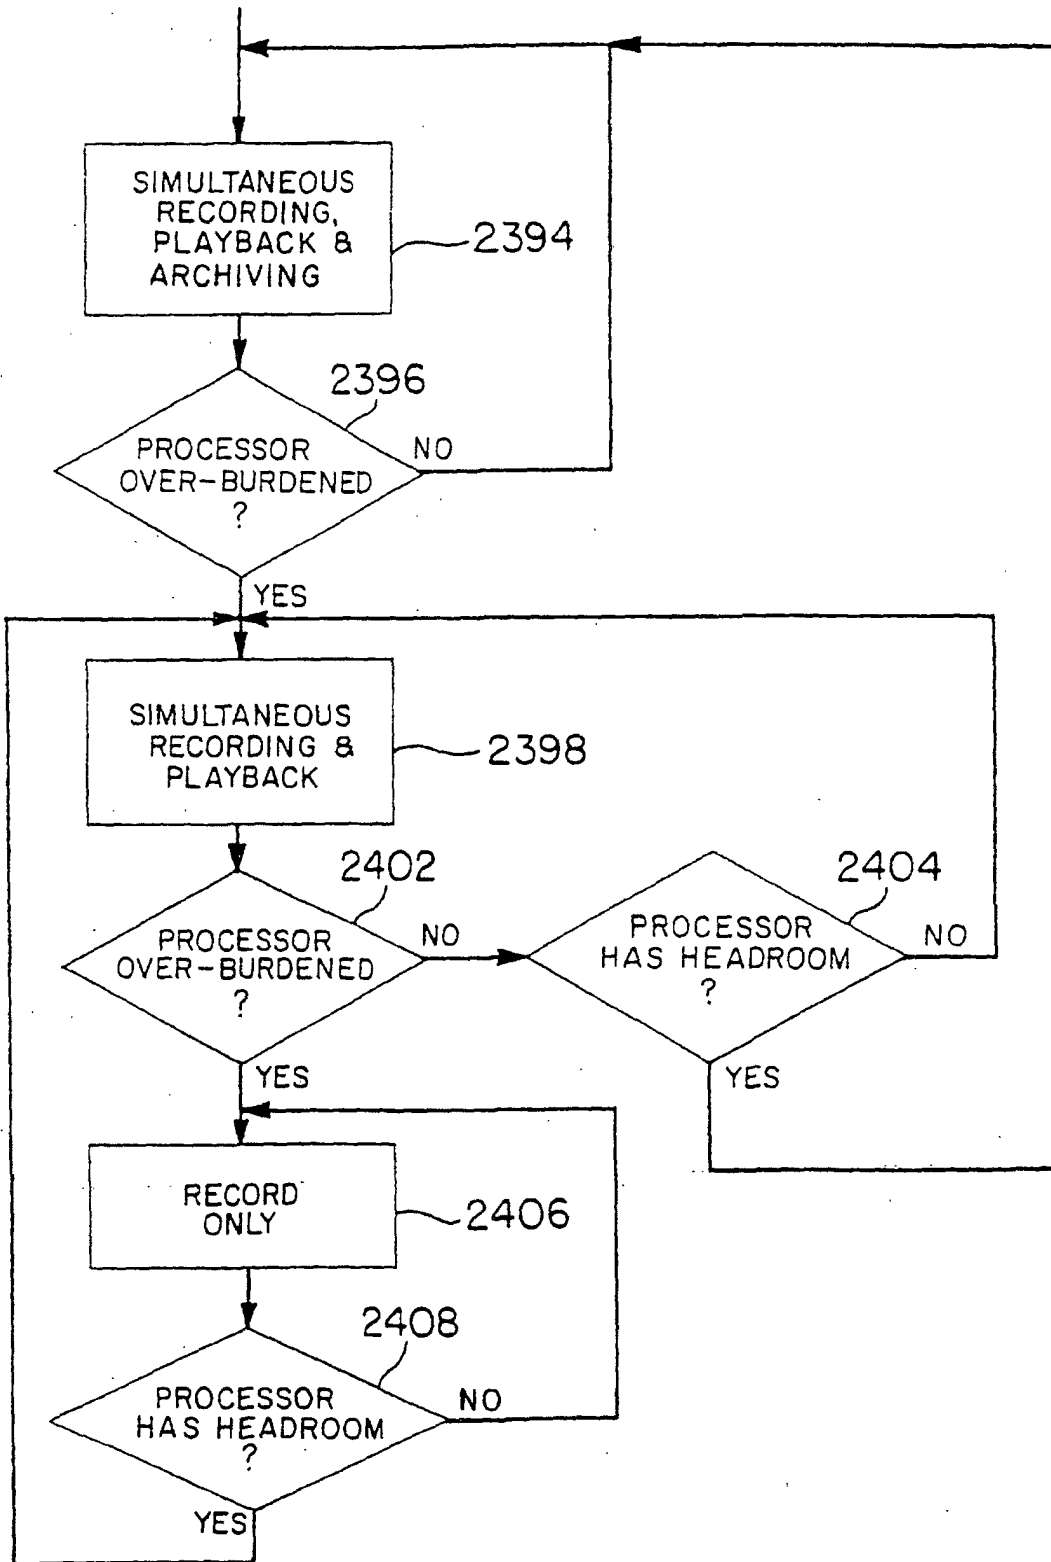 SIMULTANEOUS
RECORDING,
PLAYBACK &
ARCHIVING
2394
2396
PROCESSOR
OVER-BURDENED
?
NO
YES
SIMULTANEOUS
RECORDING &
PLAYBACK
2398
2402
PROCESSOR
OVER-BURDENED
?
NO
2404
PROCESSOR
HAS HEADROOM
?
NO
YES
YES
RECORD
ONLY
2406
2408
PROCESSOR
HAS HEADROOM
?
NO
YES